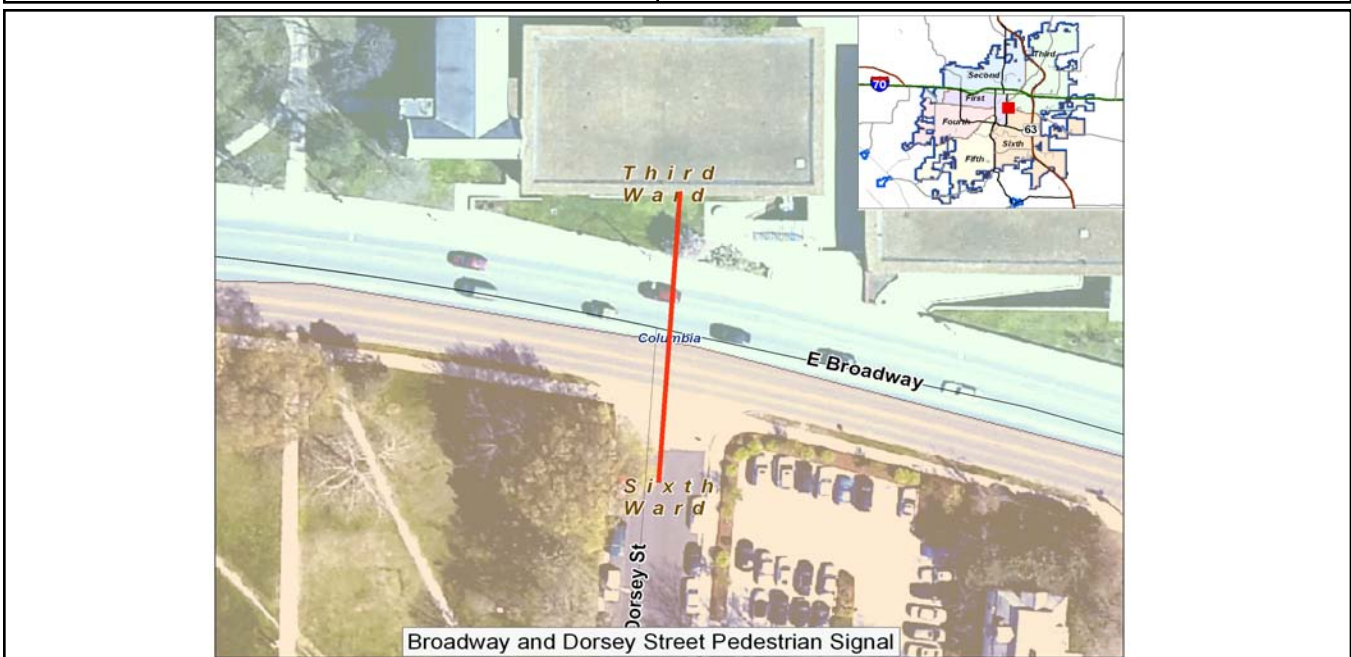 Third
Second
70
First
Fourth
63
Sixth
Fifth
Third
Ward
Columbia
E Broadway
Sixth
Ward
Dorsey St
Broadway and Dorsey Street Pedestrian Signal